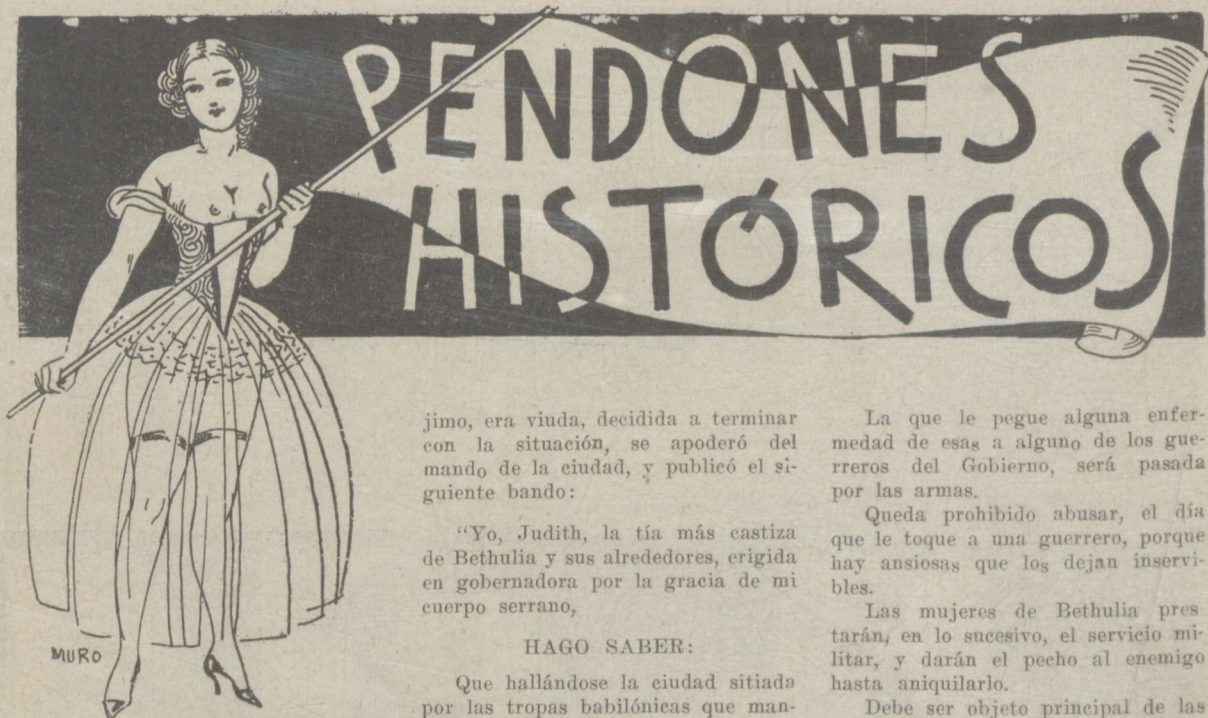 PENDONES
HISTÓRICOS
MURO
jimo, era viuda, decidida a terminar
con la situación, se apoderó del
mando de la ciudad, y publicó el si-
guiente bando:
"Yo, Judith, la tía más castiza
de Bethulia y sus alrededores, erigida
en gobernadora por la gracia de mi
cuerpo serrano,
HAGO SABER:
Que hallándose la ciudad sitiada
por las tropas babilónicas que man-
La que le pegue alguna enfer-
medad de esas a alguno de los gue-
rreros del Gobierno, será pasada
por las armas.
Queda prohibido abusar, el día
que le toque a una guerrero, porque
hay ansiosas que los dejan inservi-
bles.
Las mujeres de Bethulia pres
tarán, en lo sucesivo, el servicio mi-
litar, y darán el pecho al enemigo
hasta aniquilarlo.
Debe ser objeto principal de las